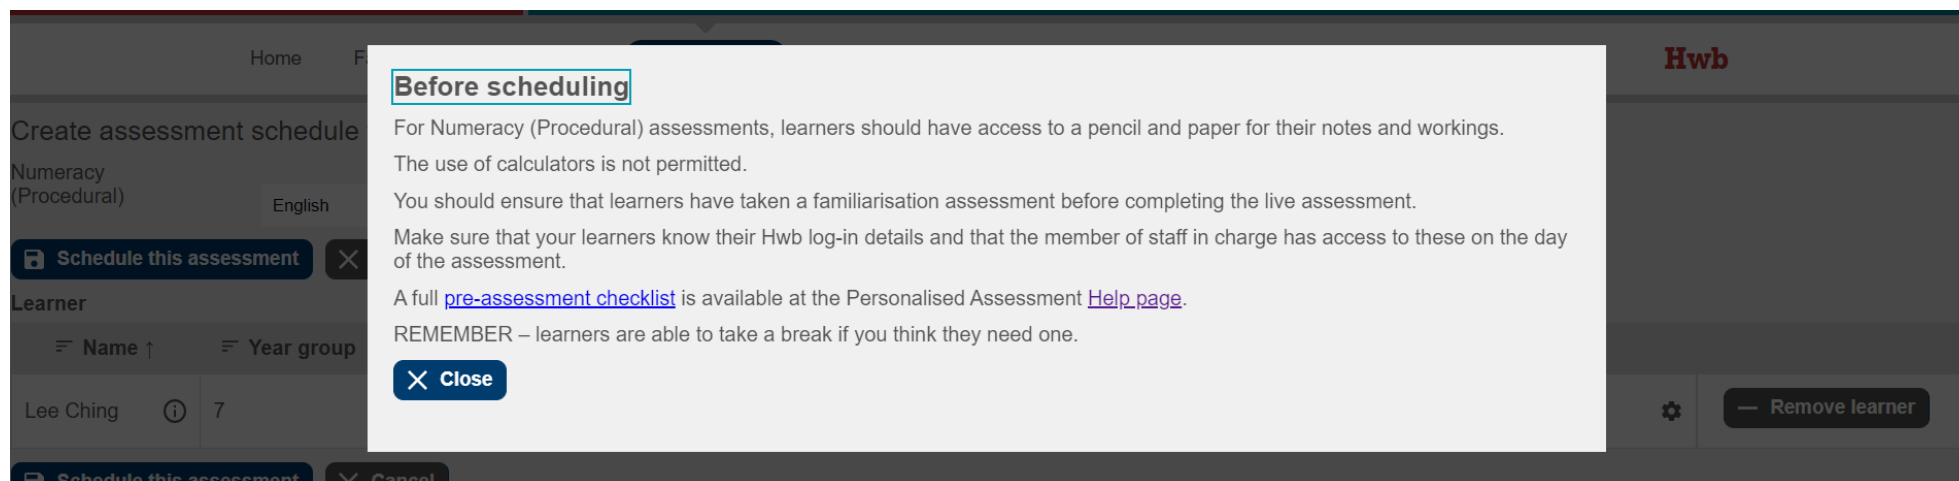 Home
Hwb
Before scheduling
For Numeracy (Procedural) assessments, learners should have access to a pencil and paper for their notes and workings.
The use of calculators is not permitted.
You should ensure that learners have taken a familiarisation assessment before completing the live assessment.
Make sure that your learners know their Hwb log-in details and that the member of staff in charge has access to these on the day
of the assessment.
A full pre-assessment checklist is available at the Personalised Assessment Help page.
REMEMBER – learners are able to take a break if you think they need one.
Close
Create assessment schedule
Numeracy
(Procedural)
English
Schedule this assessment
Learner
Name ↑ Year group
Lee Ching 7
Remove learner
Schedule this assessment Cancel